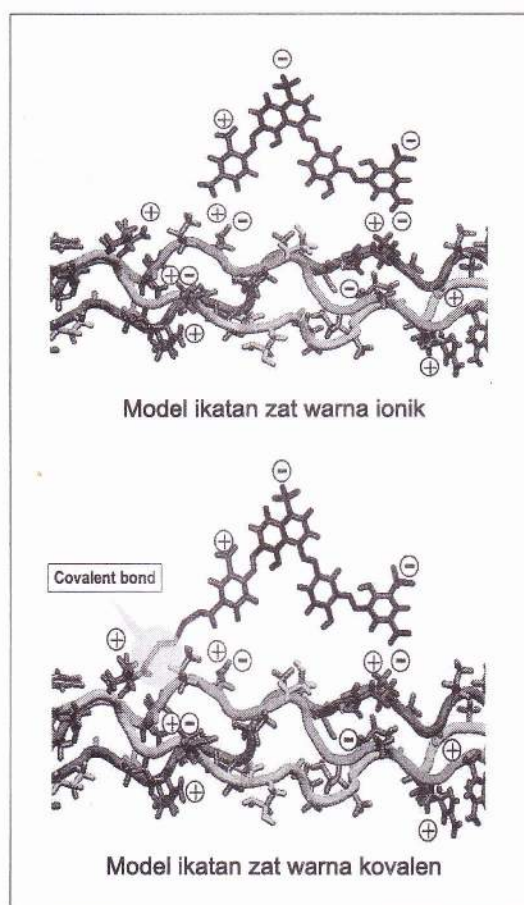 Model ikatan zat warna ionik
Covalent bond
Model ikatan zat warna kovalen